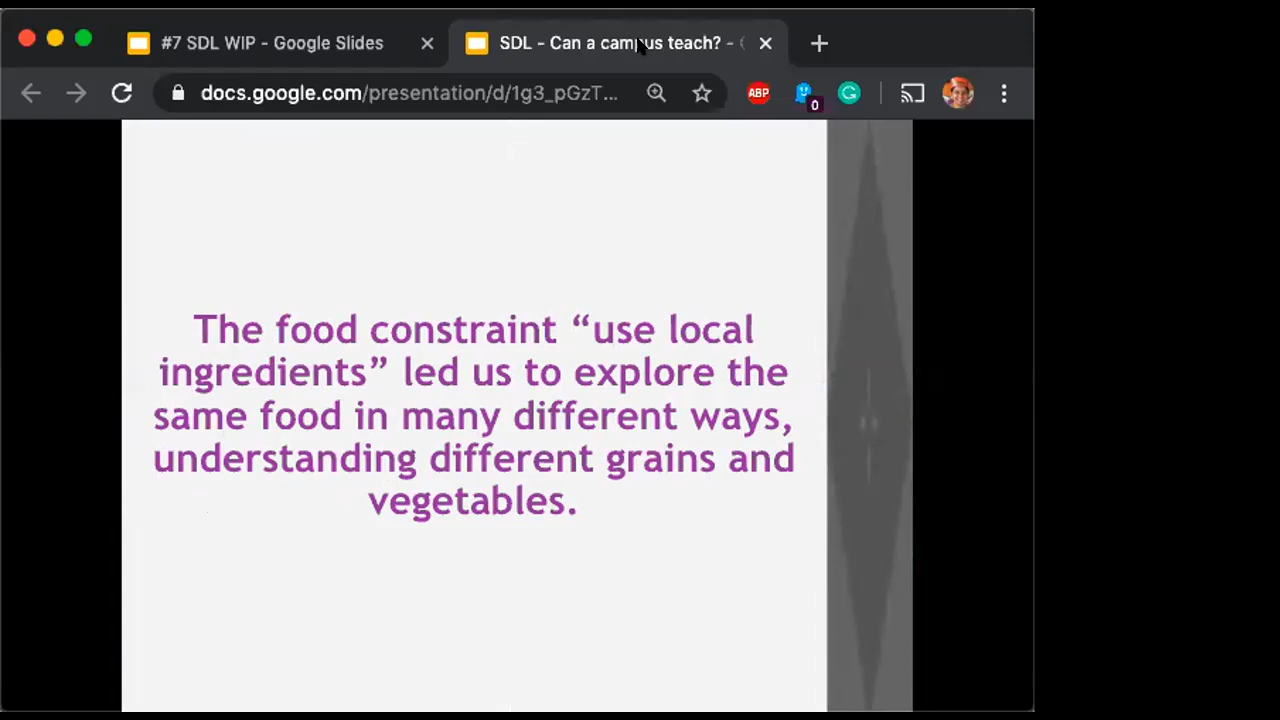 #7 SDL WIP - Google Slides
SDL - Can a campus teach? -
docs.google.com/presentation/d/1g3_pGzT...
ABP
0
The food constraint “use local
ingredients” led us to explore the
same food in many different ways,
understanding different grains and
vegetables.